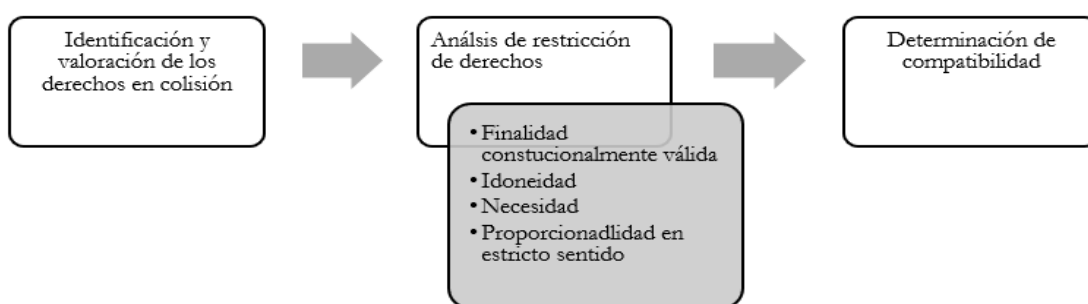 Identificación y
valoración de los
derechos en colisión
Análsis de restricción
de derechos
• Finalidad
constucionalmente válida
• Idoneidad
• Necesidad
• Proporcionadlidad en
estricto sentido
Determinación de
compatibilidad